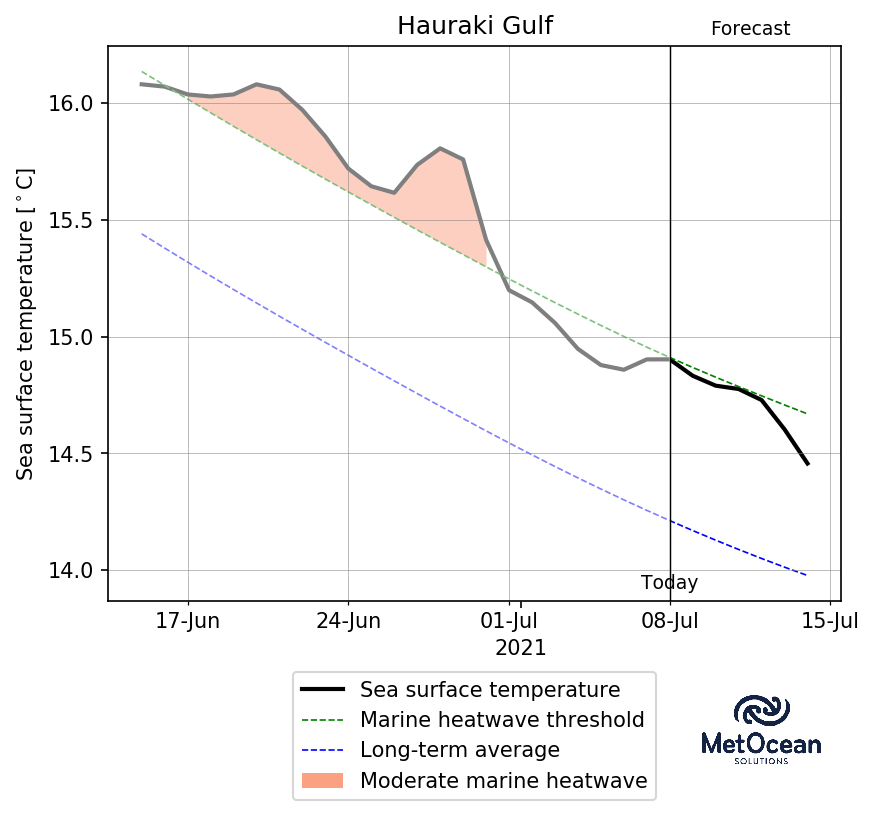 Hauraki Gulf
Forecast
Sea surface temperature [°C]
16.0
15.5
15.0
14.5
14.0
Today
17-Jun 24-Jun 01-Jul 08-Jul 15-Jul
2021
Sea surface temperature
Marine heatwave threshold
Long-term average
Moderate marine heatwave
MetOcean
SOLUTIONS